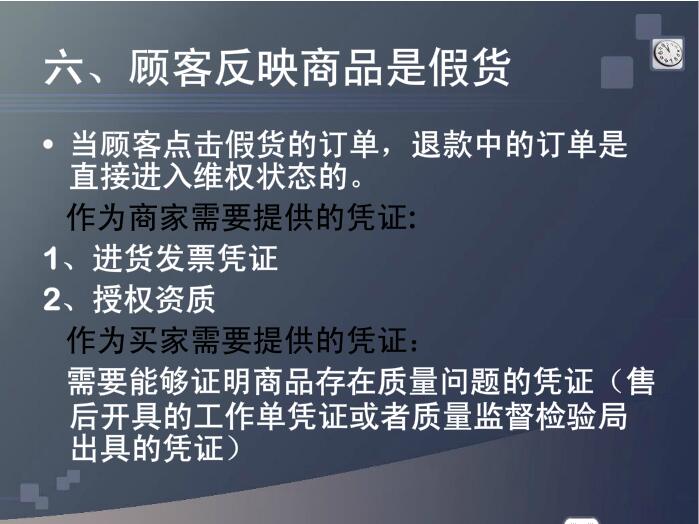 六、顾客反映商品是假货
• 当顾客点击假货的订单，退款中的订单是
直接进入维权状态的。
作为商家需要提供的凭证:
1、进货发票凭证
2、授权资质
作为买家需要提供的凭证：
需要能够证明商品存在质量问题的凭证（售
后开具的工作单凭证或者质量监督检验局
出具的凭证）